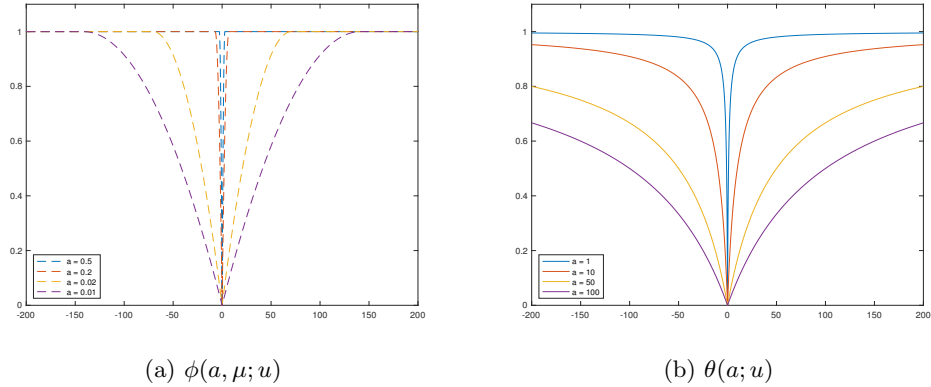 1
0.8
0.6
0.4
0.2
0
a = 0.5
a = 0.2
a = 0.02
a = 0.01
-200 -150 -100 -50 0 50 100 150 200
(a) ϕ(a, μ; u)
1
0.8
0.6
0.4
0.2
0
a = 1
a = 10
a = 50
a = 100
-200 -150 -100 -50 0 50 100 150 200
(b) θ(a; u)